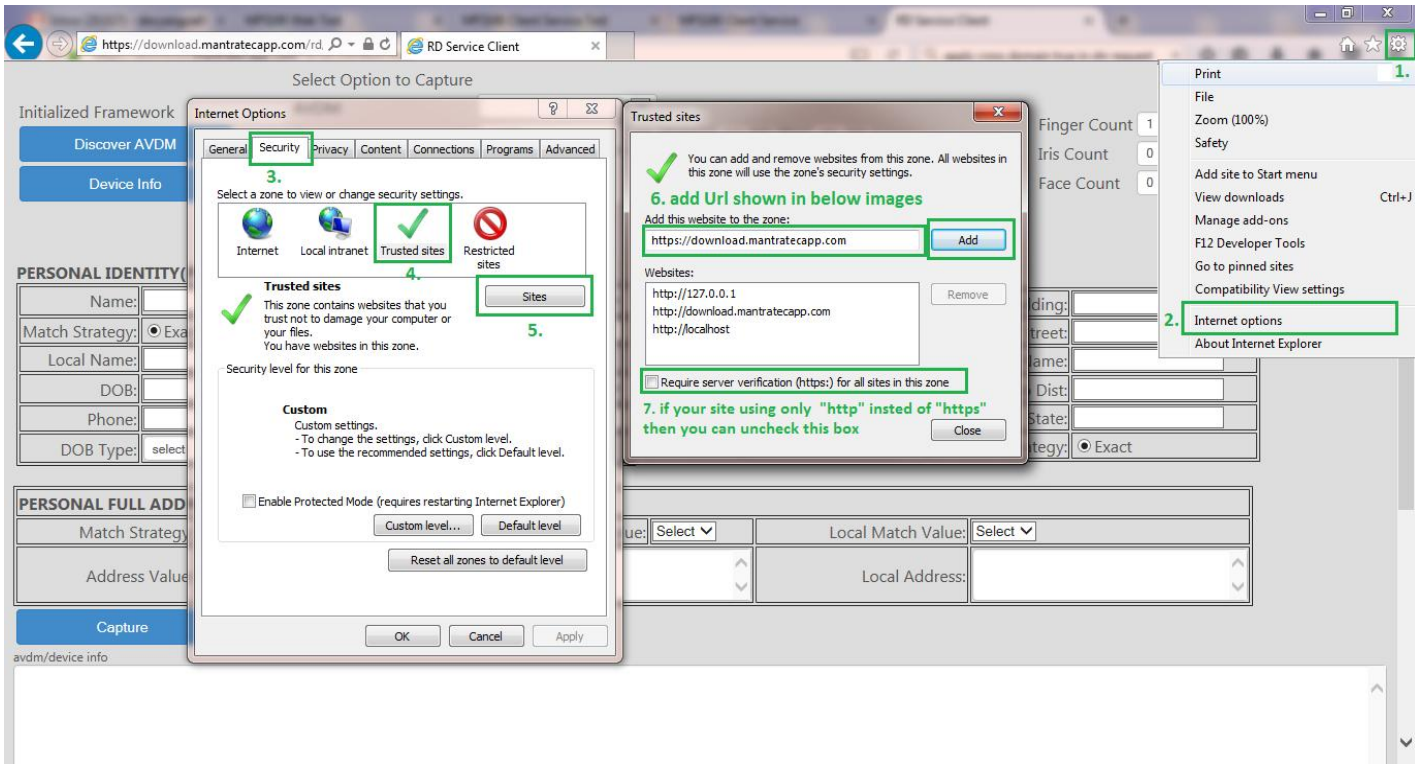 https://download.mantratecapp.com/rd,
RD Service Client
1.
Select Option to Capture
Initialized Framework
Discover AVDM
Device Info
Finger Count 1
Iris Count 0
Face Count 0
Print
File
Zoom (100%)
Safety
Add site to Start menu
View downloads Ctrl+J
Manage add-ons
F12 Developer Tools
Go to pinned sites
Compatibility View settings
2. Internet options
About Internet Explorer
Internet Options
General Security Privacy Content Connections Programs Advanced
3.
Select a zone to view or change security settings.
Internet Local intranet Trusted sites Restricted sites
4.
Trusted sites
This zone contains websites that you
trust not to damage your computer or
your files.
You have websites in this zone.
Sites
5.
Security level for this zone
Custom
Custom settings.
- To change the settings, click Custom level.
- To use the recommended settings, click Default level.
Enable Protected Mode (requires restarting Internet Explorer)
Custom level... Default level
Reset all zones to default level
OK Cancel Apply
Trusted sites
You can add and remove websites from this zone. All websites in
this zone will use the zone's security settings.
6. add Url shown in below images
Add this website to the zone:
https://download.mantratecapp.com Add
Websites:
http://127.0.0.1
http://download.mantratecapp.com
http://localhost
Remove
Require server verification (https:) for all sites in this zone
7. if your site using only "http" insted of "https"
then you can uncheck this box
Close
PERSONAL IDENTITY(
Name:
Match Strategy: Exa
Local Name:
DOB:
Phone:
DOB Type: select
ding:
treet:
ame:
Dist:
State:
tegy: Exact
PERSONAL FULL ADD
Match Strategy
ue: Select
Local Match Value: Select
Address Value
Local Address:
Capture
avdm/device info